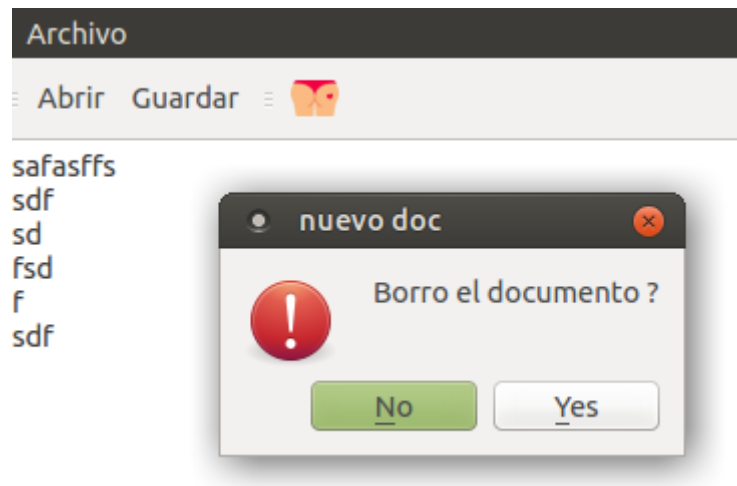 Archivo
Abrir Guardar
safasffs
sdf
sd
fsd
f
sdf
nuevo doc
Borro el documento ?
No Yes